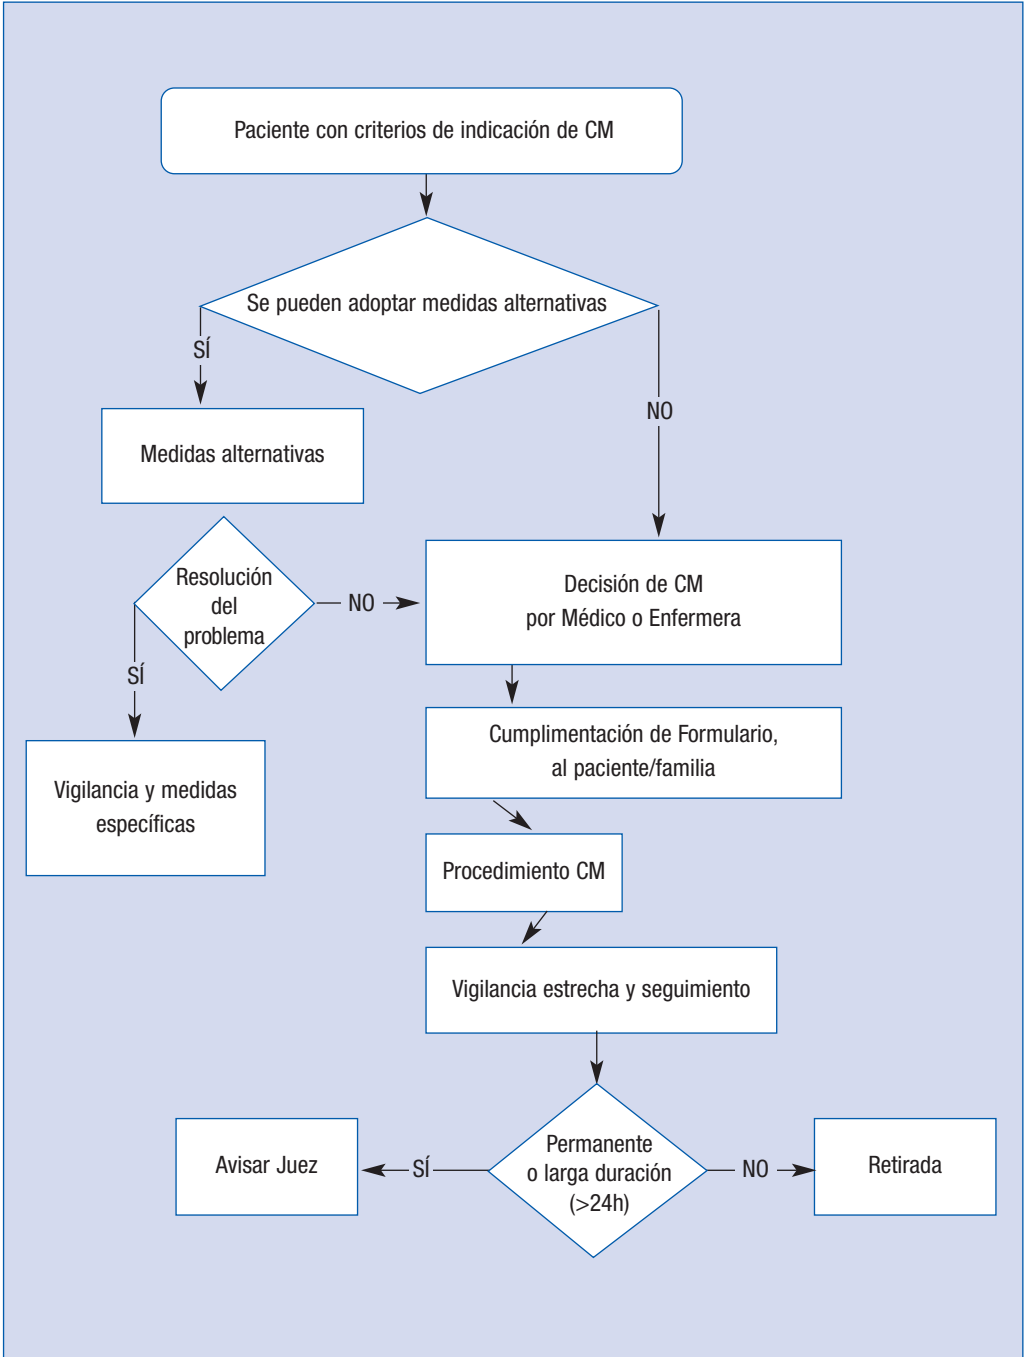 Paciente con criterios de indicación de CM
Se pueden adoptar medidas alternativas
SÍ
NO
Medidas alternativas
Resolución
del
problema
NO
Decisión de CM
por Médico o Enfermera
SÍ
Cumplimentación de Formulario,
al paciente/familia
Vigilancia y medidas
específicas
Procedimiento CM
Vigilancia estrecha y seguimiento
Permanente
o larga duración
(>24h)
SÍ
Avisar Juez
NO
Retirada